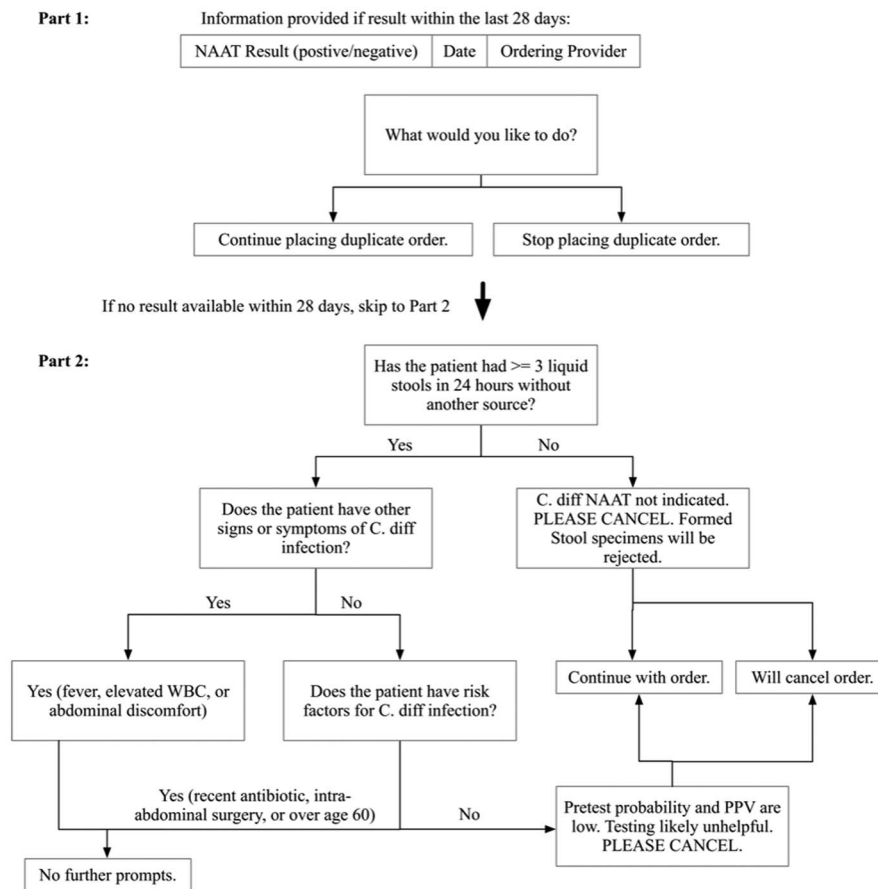 Part 1:
Information provided if result within the last 28 days:
NAAT Result (postive/negative) Date Ordering Provider
What would you like to do?
Continue placing duplicate order.
Stop placing duplicate order.
If no result available within 28 days, skip to Part 2
Part 2:
Has the patient had >= 3 liquid
stools in 24 hours without
another source?
Yes
No
Does the patient have other
signs or symptoms of C. diff
infection?
C. diff NAAT not indicated.
PLEASE CANCEL. Formed
Stool specimens will be
rejected.
Yes
No
Yes (fever, elevated WBC, or
abdominal discomfort)
Does the patient have risk
factors for C. diff infection?
Continue with order.
Will cancel order.
Yes (recent antibiotic, intra-
abdominal surgery, or over age 60)
No
Pretest probability and PPV are
low. Testing likely unhelpful.
PLEASE CANCEL.
No further prompts.